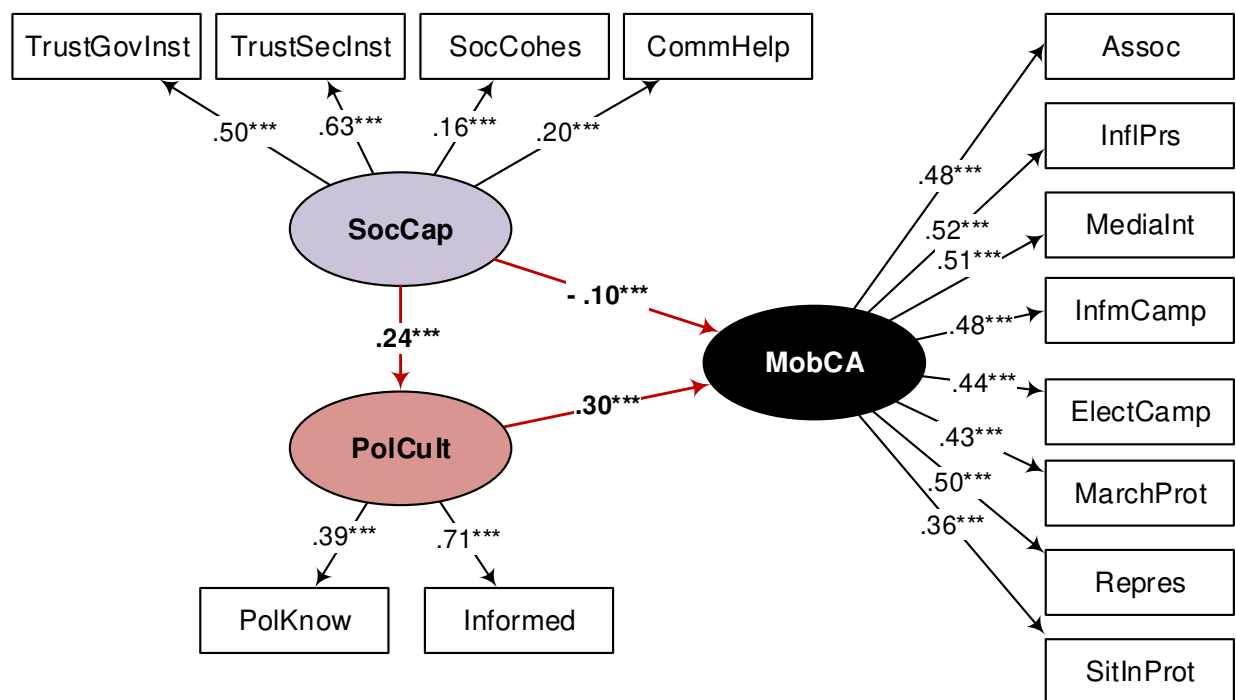 TrustGovInst
TrustSecInst
SocCohes
CommHelp
Assoc
.50***
.63***
.16***
.20***
InflPrs
.48***
SocCap
.52***
MediaInt
.51***
- .10***
InfmCamp
.48***
.24***
MobCA
.44***
ElectCamp
.30***
PolCult
.43***
MarchProt
.50***
.39***
.71***
.36***
Repres
PolKnow
Informed
SitInProt